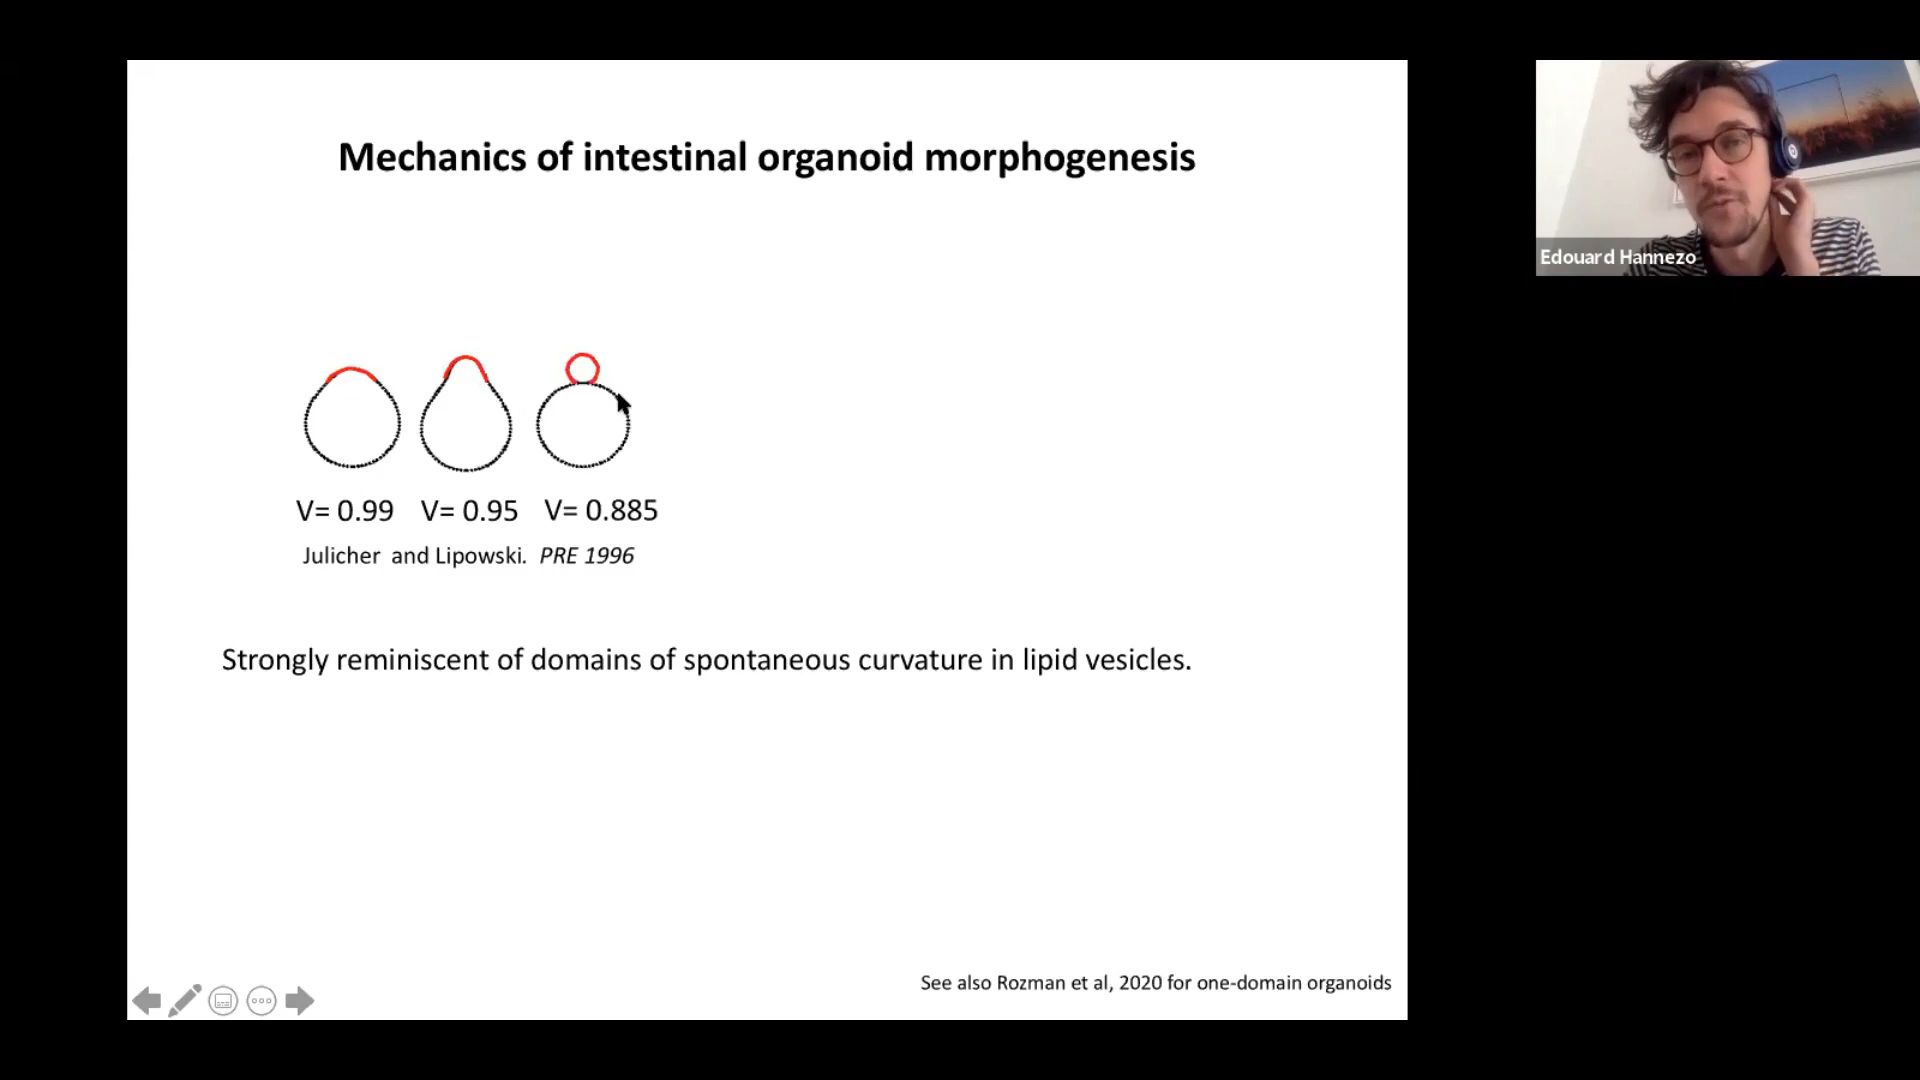 Mechanics of intestinal organoid morphogenesis
Edouard Hannezo
V= 0.99 V= 0.95 V= 0.885
Julicher and Lipowski. PRE 1996
Strongly reminiscent of domains of spontaneous curvature in lipid vesicles.
See also Rozman et al, 2020 for one-domain organoids